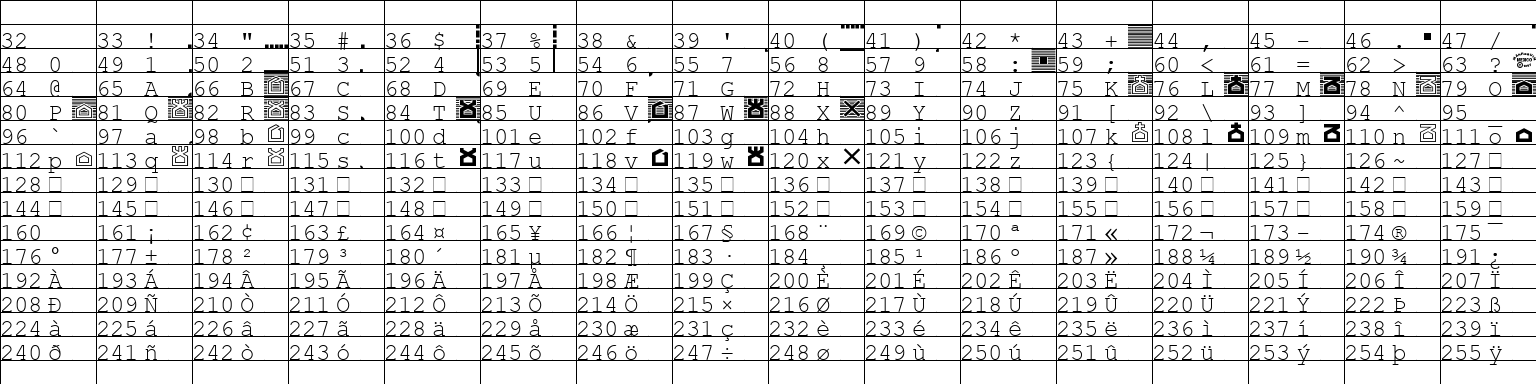 32 33 ! 34 " 35 # 36 $ 37 % 38 & 39 ' 40 ( 41 ) 42 * 43 + 44 , 45 - 46 . 47 /
48 0 49 1 50 2 51 3 52 4 53 5 54 6 55 7 56 8 57 9 58 : 59 ; 60 < 61 = 62 > 63 ?
64 @ 65 A 66 B 67 C 68 D 69 E 70 F 71 G 72 H 73 I 74 J 75 K 76 L 77 M 78 N 79 O
80 P 81 Q 82 R 83 S 84 T 85 U 86 V 87 W 88 X 89 Y 90 Z 91 [ 92 \ 93 ] 94 ^ 95 _
96 ` 97 a 98 b 99 c 100 d 101 e 102 f 103 g 104 h 105 i 106 j 107 k 108 l 109 m 110 n 111 o
112 p 113 q 114 r 115 s 116 t 117 u 118 v 119 w 120 x 121 y 122 z 123 { 124 | 125 } 126 ~ 127 □
128 □ 129 □ 130 □ 131 □ 132 □ 133 □ 134 □ 135 □ 136 □ 137 □ 138 □ 139 □ 140 □ 141 □ 142 □ 143 □
144 □ 145 □ 146 □ 147 □ 148 □ 149 □ 150 □ 151 □ 152 □ 153 □ 154 □ 155 □ 156 □ 157 □ 158 □ 159 □
160 161 ¡ 162 ¢ 163 £ 164 ¤ 165 ¥ 166 ¦ 167 § 168 ¨ 169 © 170 ª 171 « 172 ¬ 173 - 174 ® 175 ¯
176 ° 177 ± 178 ² 179 ³ 180 ´ 181 µ 182 ¶ 183 · 184 ¸ 185 ¹ 186 º 187 » 188 ¼ 189 ½ 190 ¾ 191 ¿
192 À 193 Á 194 Â 195 Ã 196 Ä 197 Å 198 Æ 199 Ç 200 È 201 É 202 Ê 203 Ë 204 Ì 205 Í 206 Î 207 Ï
208 Ð 209 Ñ 210 Ò 211 Ó 212 Ô 213 Õ 214 Ö 215 × 216 Ø 217 Ù 218 Ú 219 Û 220 Ü 221 Ý 222 Þ 223 ß
224 à 225 á 226 â 227 ã 228 ä 229 å 230 æ 231 ç 232 è 233 é 234 ê 235 ë 236 ì 237 í 238 î 239 ï
240 ð 241 ñ 242 ò 243 ó 244 ô 245 õ 246 ö 247 ÷ 248 ø 249 ù 250 ú 251 û 252 ü 253 ý 254 þ 255 ÿ